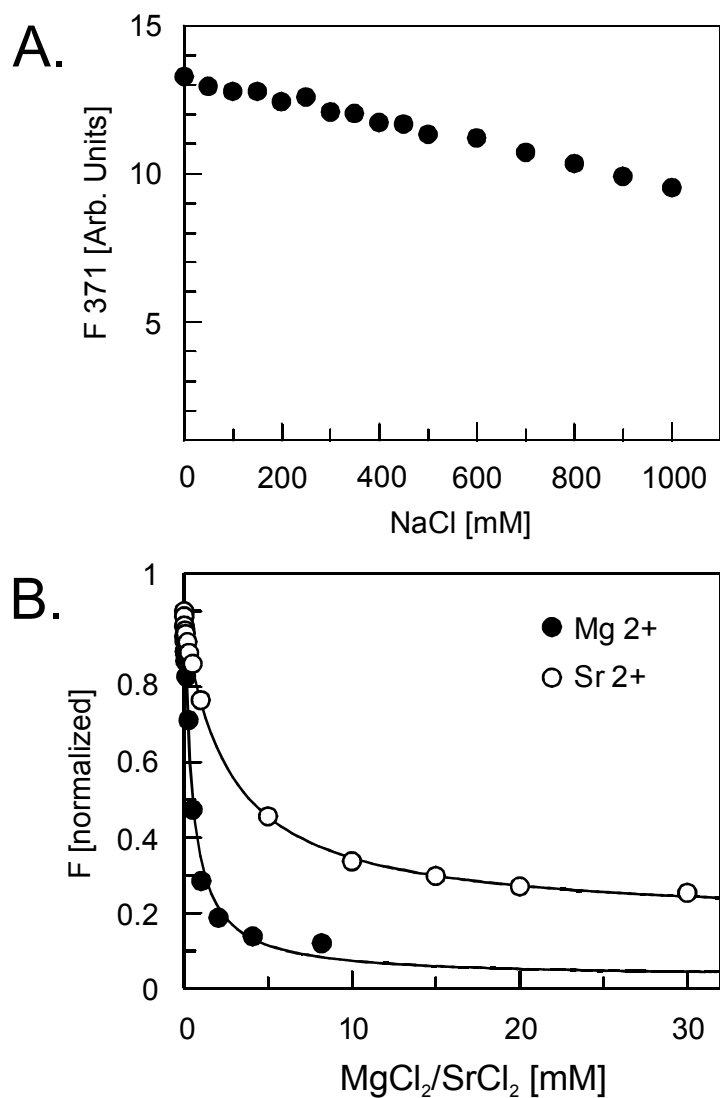 A.
15
10
5
F 371 [Arb. Units]
0 200 400 600 800 1000
NaCl [mM]
B.
1
0.8
0.6
0.4
0.2
0
F [normalized]
Mg 2+
Sr 2+
0 10 20 30
MgCl₂/SrCl₂ [mM]